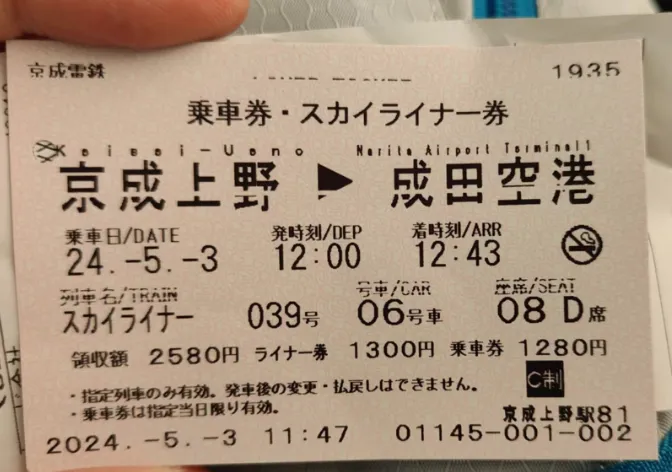 京成電鉄 1935
乗車券・スカイライナー券
Keisei-Ueno Narita Airport Terminal1
京成上野 ▶ 成田空港
乗車日/DATE 発時刻/DEP 着時刻/ARR
24.-5.-3 12:00 12:43
列車名/TRAIN 号車/CAR 座席/SEAT
スカイライナー 039号 06号車 08 D席
領収額 2580円 ライナー券 1300円 乗車券 1280円
・指定列車のみ有効。発車後の変更・払戻しはできません。
・乗車券は指定当日限り有効。
C制
京成上野駅81
2024.-5.-3 11:47 01145-001-002